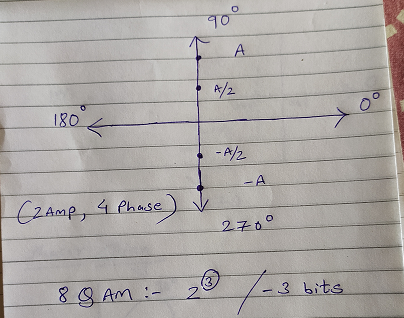 90°
A
A/2
180°
0°
-A/2
-A
(2Amp, 4 Phase)
270°
8 QAM :- 2③ / - 3 bits